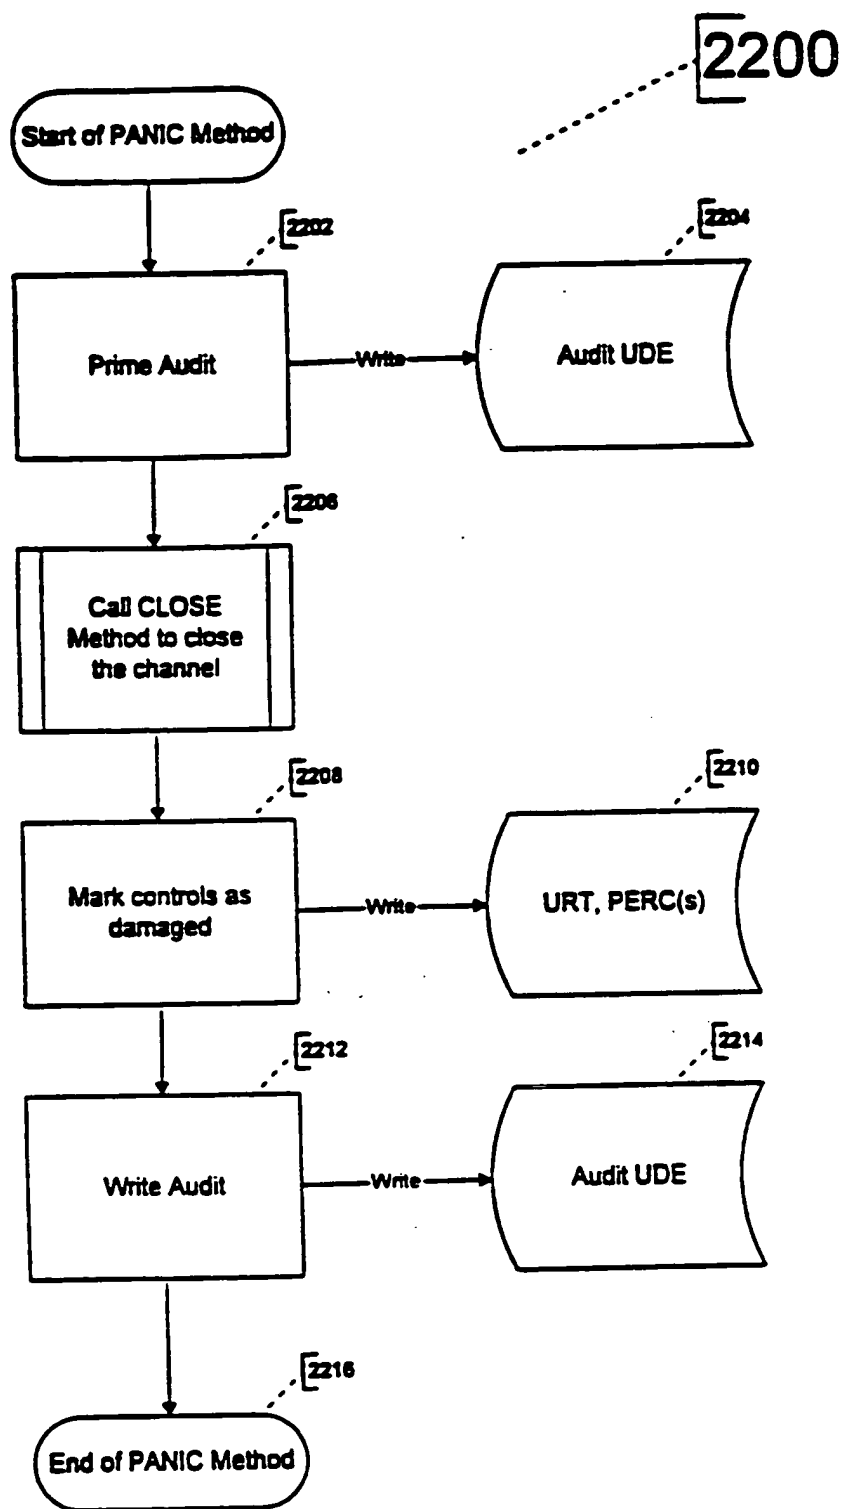 2200
Start of PANIC Method
2202
2204
Prime Audit
Write
Audit UDE
2206
Call CLOSE
Method to close
the channel
2208
2210
Mark controls as
damaged
Write
URT, PERC(s)
2212
2214
Write Audit
Write
Audit UDE
2216
End of PANIC Method